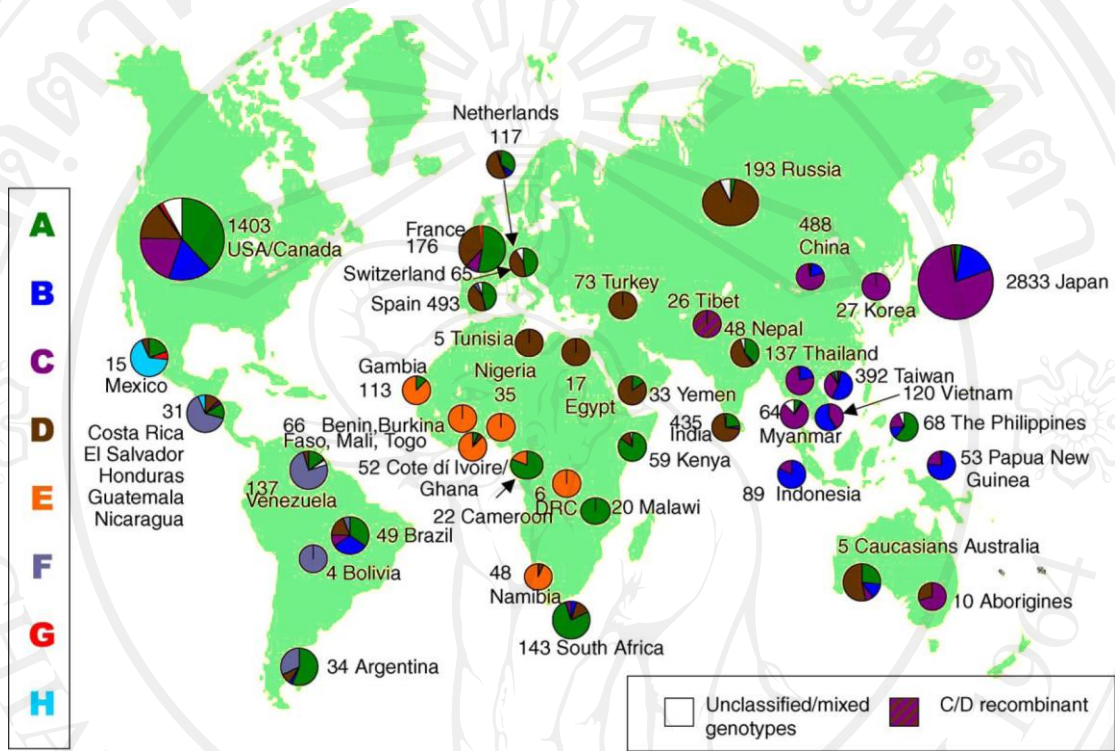 Netherlands
117
193 Russia
488
China
1403
USA/Canada
France
176
Switzerland 65
Spain 493
73 Turkey
26 Tibet
27 Korea
2833 Japan
48 Nepal
137 Thailand
392 Taiwan
120 Vietnam
5 Tunisia
17
Egypt
33 Yemen
435
India
64
Myanmar
68 The Philippines
53 Papua New
Guinea
89 Indonesia
Gambia
113
Nigeria
35
66 Benin,Burkina
Faso, Mali, Togo
52 Cote dí Ivoire/
Ghana
22 Cameroon
6
DRC
59 Kenya
20 Malawi
48
Namibia
143 South Africa
15
Mexico
31
Costa Rica
El Salvador
Honduras
Guatemala
Nicaragua
137
Venezuela
49 Brazil
4 Bolivia
34 Argentina
5 Caucasians Australia
10 Aborigines
A
B
C
D
E
F
G
H
Unclassified/mixed
genotypes
C/D recombinant